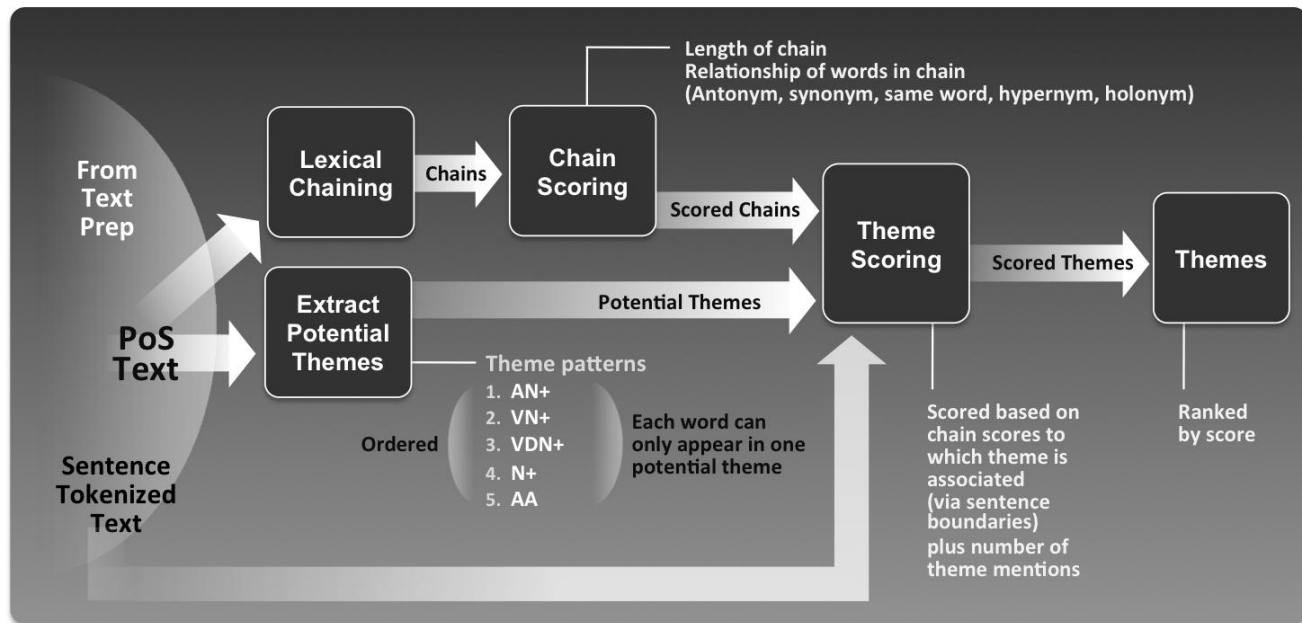 Length of chain
Relationship of words in chain
(Antonym, synonym, same word, hypernym, holonym)
From
Text
Prep
Lexical
Chaining
Chains
Chain
Scoring
Scored Chains
Theme
Scoring
Scored Themes
Themes
PoS
Text
Extract
Potential
Themes
Potential Themes
Theme patterns
1. AN+
2. VN+
3. VDN+
4. N+
5. AA
Ordered
Each word can
only appear in one
potential theme
Sentence
Tokenized
Text
Scored based on
chain scores to
which theme is
associated
(via sentence
boundaries)
plus number of
theme mentions
Ranked
by score